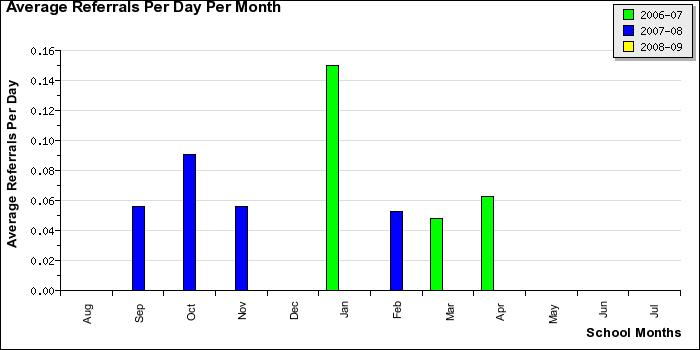 Average Referrals Per Day Per Month
2006-07
2007-08
2008-09
Average Referrals Per Day
0.16
0.14
0.12
0.10
0.08
0.06
0.04
0.02
0.00
Aug
Sep
Oct
Nov
Dec
Jan
Feb
Mar
Apr
May
Jun
Jul
School Months